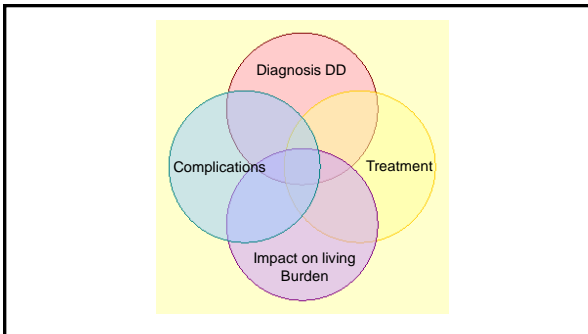 Diagnosis DD
Complications
Treatment
Impact on living
Burden